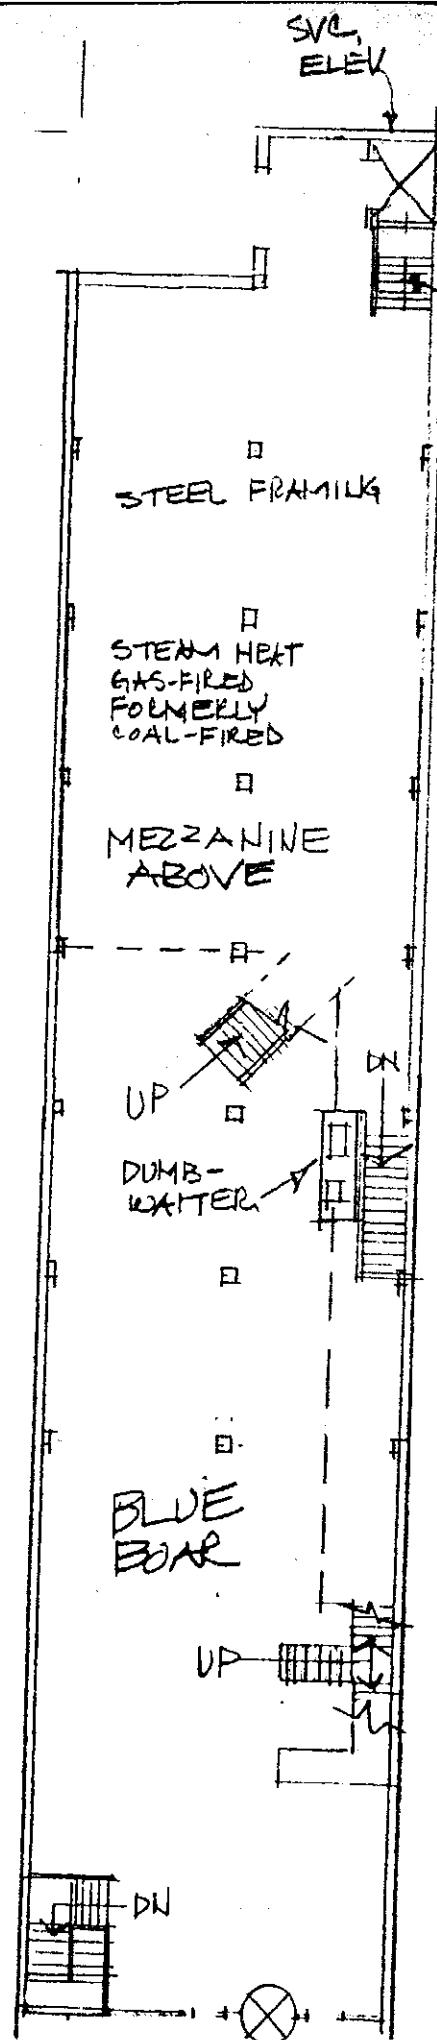 SVC,
ELEV
STEEL FRAMING
STEAM HEAT
GAS-FIRED
FORMERLY
COAL-FIRED
MEZZANINE
ABOVE
UP
DN
DUMB-
WAITER
BLUE
BOAR
UP
DN